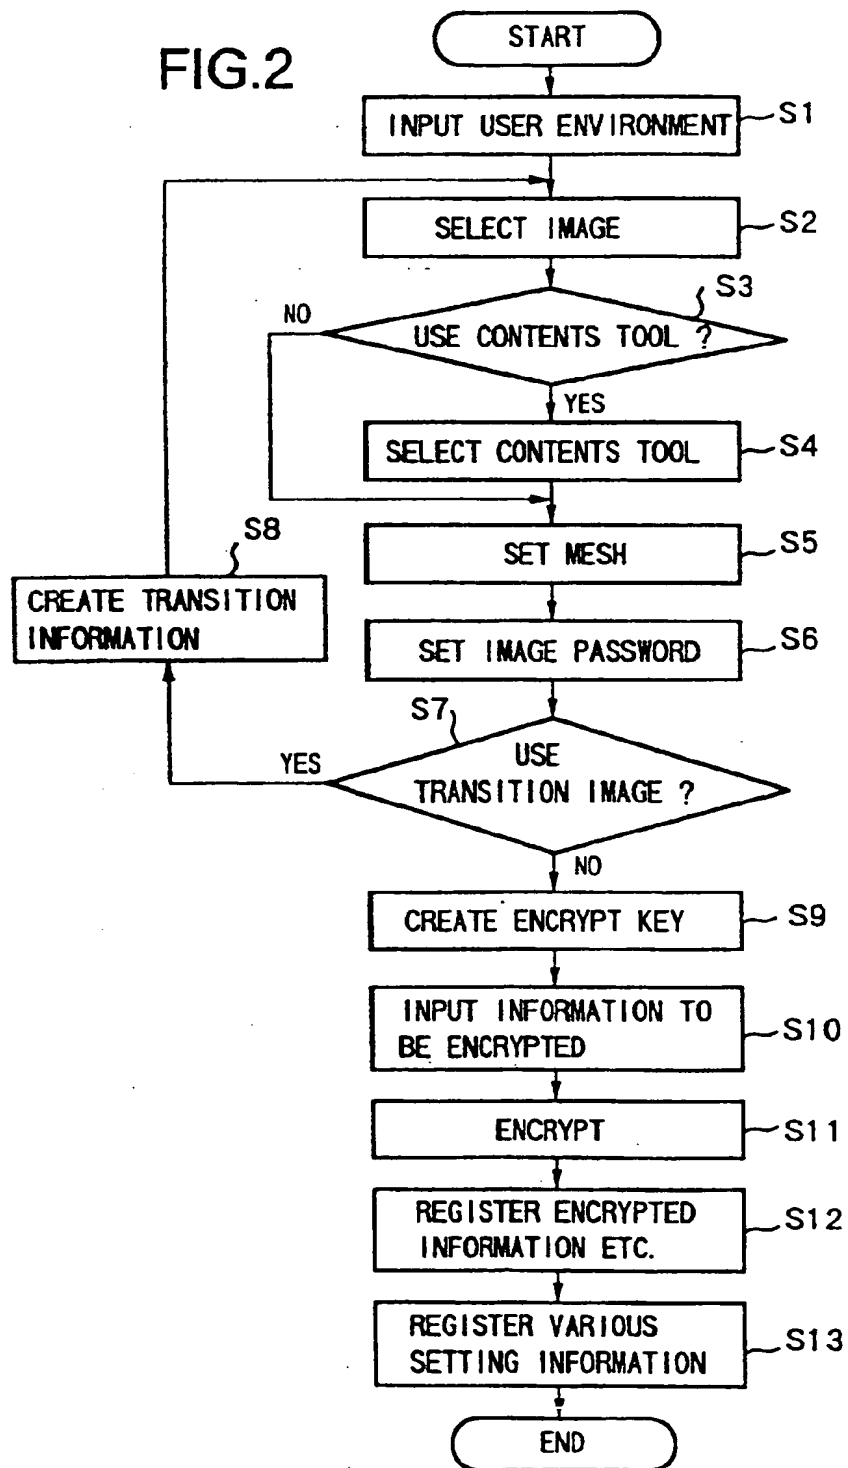 FIG.2
START
INPUT USER ENVIRONMENT
S1
SELECT IMAGE
S2
S3
NO
USE CONTENTS TOOL ?
YES
SELECT CONTENTS TOOL
S4
SET MESH
S5
S8
CREATE TRANSITION
INFORMATION
SET IMAGE PASSWORD
S6
S7
YES
USE
TRANSITION IMAGE ?
NO
CREATE ENCRYPT KEY
S9
INPUT INFORMATION TO
BE ENCRYPTED
S10
ENCRYPT
S11
REGISTER ENCRYPTED
INFORMATION ETC.
S12
REGISTER VARIOUS
SETTING INFORMATION
S13
END